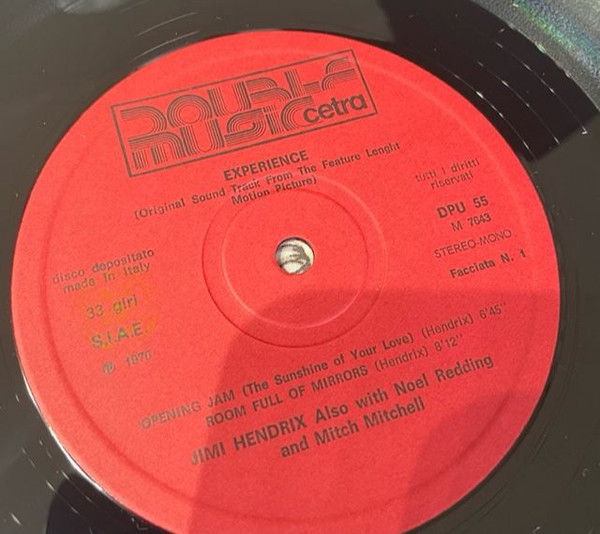 DOUBLE
MUSIC cetra
EXPERIENCE
(Original Sound Track From The Feature Lenght
Motion Picture)
tutti i diritti
riservati
DPU 55
M 7643
STEREO-MONO
Facciata N. 1
disco depositato
made in Italy
33 giri
S.I.A.E.
℗ 1976
OPENING JAM (The Sunshine of Your Love) (Hendrix) 6'45''
ROOM FULL OF MIRRORS (Hendrix) 8'12''
JIMI HENDRIX Also with Noel Redding
and Mitch Mitchell